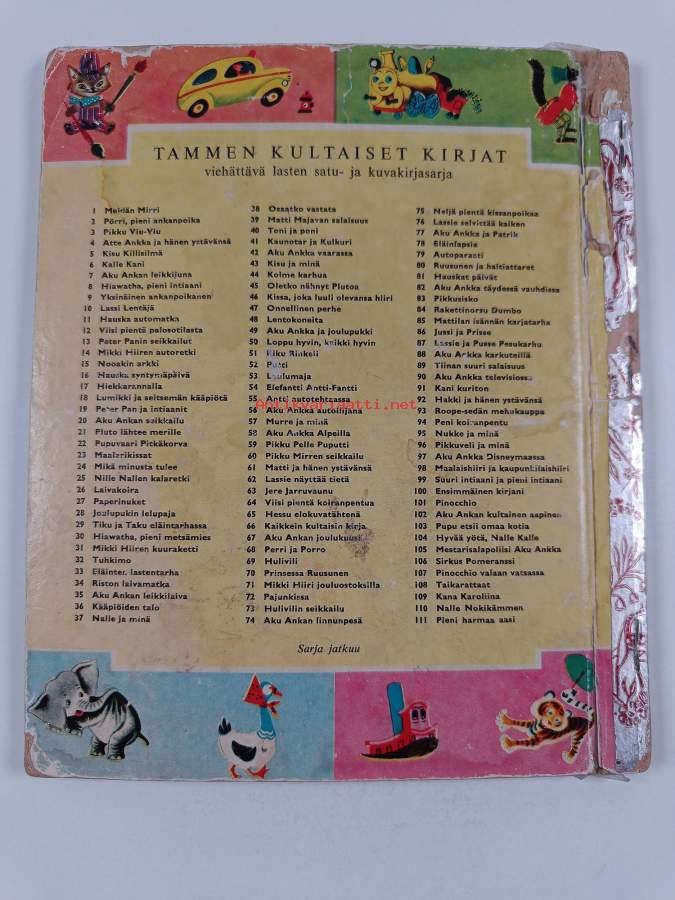 TAMMEN KULTAISET KIRJAT
viehättävä lasten satu- ja kuvakirjasarja
1 Meidän Mirri
2 Pörri, pieni ankanpoika
3 Pikku Viu-Viu
4 Atte Ankka ja hänen ystävänsä
5 Kisu Killisilmä
6 Kalle Kani
7 Aku Ankan leikkijuna
8 Hiawatha, pieni intiaani
9 Yksinäinen ankanpoikanen
10 Lassi Lentäjä
11 Hauska automatka
12 Viisi pientä palosotilasta
13 Peter Panin seikkailut
14 Mikki Hiiren autoretki
15 Nooakin arkki
16 Hauska syntymäpäivä
17 Hiekkarannalla
18 Lumikki ja seitsemän kääpiötä
19 Peter Pan ja intiaanit
20 Aku Ankan seikkailu
21 Pluto lähtee merille
22 Pupuvaari Pitkäkorva
23 Maalarikissat
24 Mikä minusta tulee
25 Nille Nallen kalaretki
26 Laivakoira
27 Paperinuket
28 Joulupukin lelupaja
29 Tiku ja Taku eläintarhassa
30 Hiawatha, pieni metsämies
31 Mikki Hiiren kuuraketti
32 Tuhkimo
33 Eläinten lastentarha
34 Riston laivamatka
35 Aku Ankan leikkilaiva
36 Kääpiöiden talo
37 Nalle ja minä
38 Osaatko vastata
39 Matti Majavan salaisuus
40 Toni ja poni
41 Kaunotar ja Kulkuri
42 Aku Ankka vaarassa
43 Kisu ja minä
44 Kolme karhua
45 Oletko nähnyt Plutoa
46 Kissa, joka luuli olevansa hiiri
47 Onnellinen perhe
48 Lentokoneita
49 Aku Ankka ja joulupukki
50 Loppu hyvin, kaikki hyvin
51 Kiku Rinkeli
52 Putti
53 Laulumaja
54 Elefantti Antti-Fantti
55 Antti autotehtaassa
56 Aku Ankka autoilijana
57 Murre ja minä
58 Aku Ankka Alpeilla
59 Pikku Pelle Puputti
60 Pikku Mirren seikkailu
61 Matti ja hänen ystävänsä
62 Lassie näyttää tietä
63 Jere Jarruvaunu
64 Viisi pientä koiranpentua
65 Hessu elokuvatähtenä
66 Kaikkein kultaisin kirja
67 Aku Ankan joulukuusi
68 Perri ja Porro
69 Hulivili
70 Prinsessa Ruusunen
71 Mikki Hiiri jouluostoksilla
72 Pajunkissa
73 Hulivilin seikkailu
74 Aku Ankan linnunpesä
75 Neljä pientä kissanpoikaa
76 Lassie selvittää kaiken
77 Aku Ankka ja Patrik
78 Eläinlapsia
79 Autoparaati
80 Ruusunen ja haltiattaret
81 Hauskat päivät
82 Aku Ankka täydessä vauhdissa
83 Pikkusisko
84 Rakettinorsu Dumbo
85 Mattilan isännän karjatarha
86 Jussi ja Prisse
87 Lassie ja Pusse Pesukarhu
88 Aku Ankka karkuteillä
89 Tiinan suuri salaisuus
90 Aku Ankka televisiossa
91 Kani kuriton
92 Hakki ja hänen ystävänsä
93 Roope-sedän mehukauppa
94 Peni koiranpentu
95 Nukke ja minä
96 Pikkuveli ja minä
97 Aku Ankka Disneymaassa
98 Maalaishiiri ja kaupunkilaishiiri
99 Suuri intiaani ja pieni intiaani
100 Ensimmäinen kirjani
101 Pinocchio
102 Aku Ankan kultainen aapinen
103 Pupu etsii omaa kotia
104 Hyvää yötä, Nalle Kalle
105 Mestarisalapoliisi Aku Ankka
106 Sirkus Pomeranssi
107 Pinocchio valaan vatsassa
108 Taikarattaat
109 Kana Karoliina
110 Nalle Nokikämmen
111 Pieni harmaa aasi
Sarja jatkuu
Antikvariaatti.net